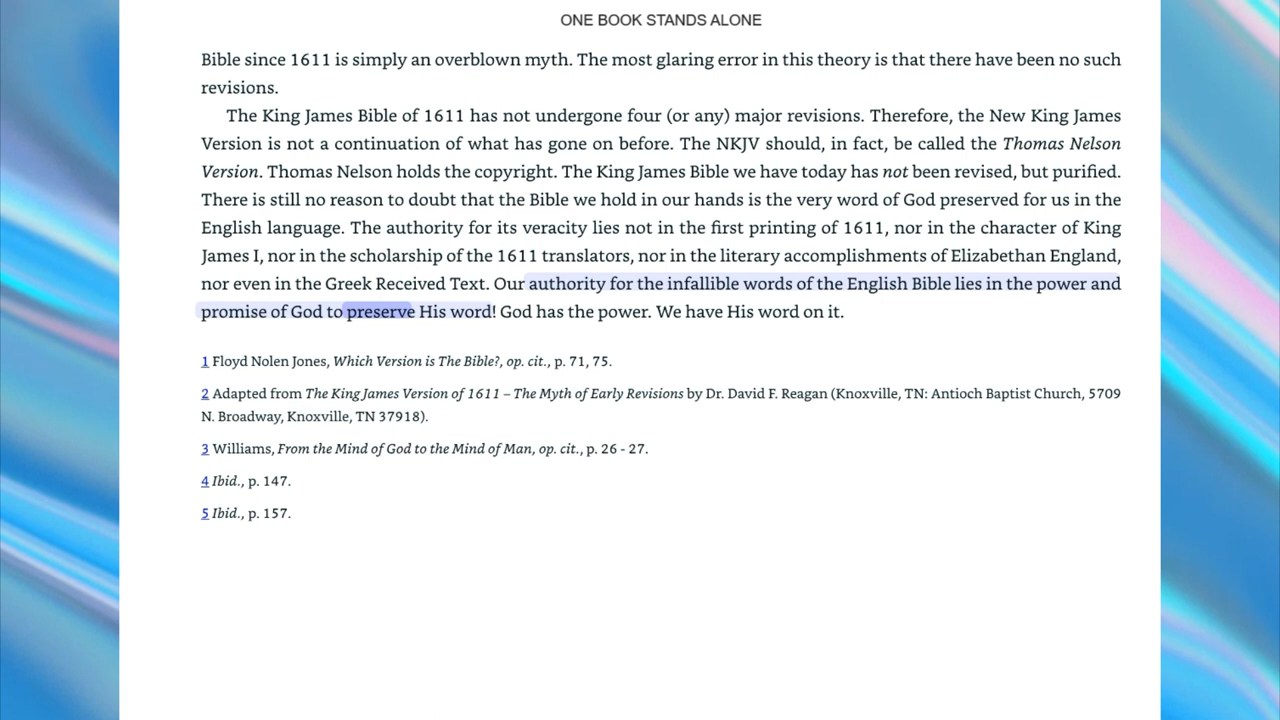 ONE BOOK STANDS ALONE
Bible since 1611 is simply an overblown myth. The most glaring error in this theory is that there have been no such
revisions.
The King James Bible of 1611 has not undergone four (or any) major revisions. Therefore, the New King James
Version is not a continuation of what has gone on before. The NKJV should, in fact, be called the Thomas Nelson
Version. Thomas Nelson holds the copyright. The King James Bible we have today has not been revised, but purified.
There is still no reason to doubt that the Bible we hold in our hands is the very word of God preserved for us in the
English language. The authority for its veracity lies not in the first printing of 1611, nor in the character of King
James I, nor in the scholarship of the 1611 translators, nor in the literary accomplishments of Elizabethan England,
nor even in the Greek Received Text. Our authority for the infallible words of the English Bible lies in the power and
promise of God to preserve His word! God has the power. We have His word on it.
1 Floyd Nolen Jones, Which Version is The Bible?, op. cit., p. 71, 75.
2 Adapted from The King James Version of 1611 – The Myth of Early Revisions by Dr. David F. Reagan (Knoxville, TN: Antioch Baptist Church, 5709
N. Broadway, Knoxville, TN 37918).
3 Williams, From the Mind of God to the Mind of Man, op. cit., p. 26 - 27.
4 Ibid., p. 147.
5 Ibid., p. 157.